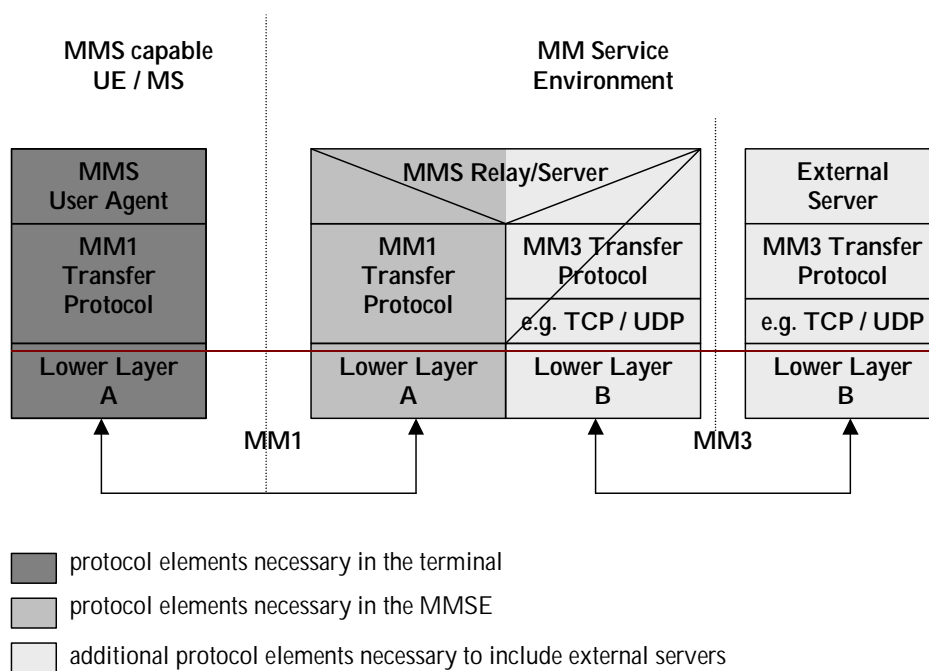 MMS capable
UE / MS
MM Service
Environment
MMS
User Agent
MM1
Transfer
Protocol
Lower Layer
A
MMS Relay/Server
MM1
Transfer
Protocol
Lower Layer
A
MM3 Transfer
Protocol
e.g. TCP / UDP
Lower Layer
B
External
Server
MM3 Transfer
Protocol
e.g. TCP / UDP
Lower Layer
B
MM1
MM3
protocol elements necessary in the terminal
protocol elements necessary in the MMSE
additional protocol elements necessary to include external servers